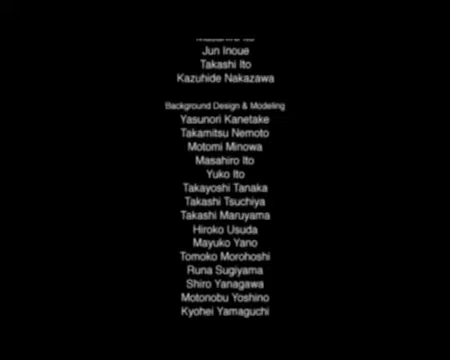 Jun Inoue
Takashi Ito
Kazuhide Nakazawa
Background Design & Modeling
Yasunori Kanetake
Takamitsu Nemoto
Motomi Minowa
Masahiro Ito
Yuko Ito
Takayoshi Tanaka
Takashi Tsuchiya
Takashi Maruyama
Hiroko Usuda
Mayuko Yano
Tomoko Morohoshi
Runa Sugiyama
Shiro Yanagawa
Motonobu Yoshino
Kyohei Yamaguchi